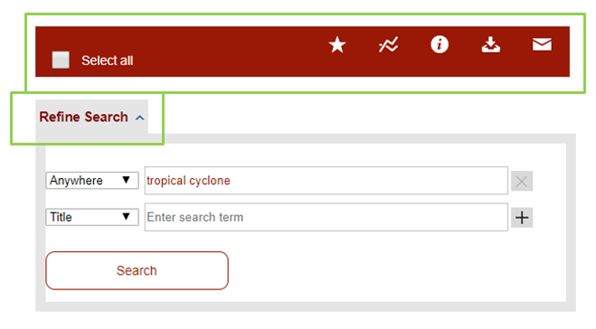 Select all
Refine Search
Anywhere tropical cyclone
Title Enter search term
Search